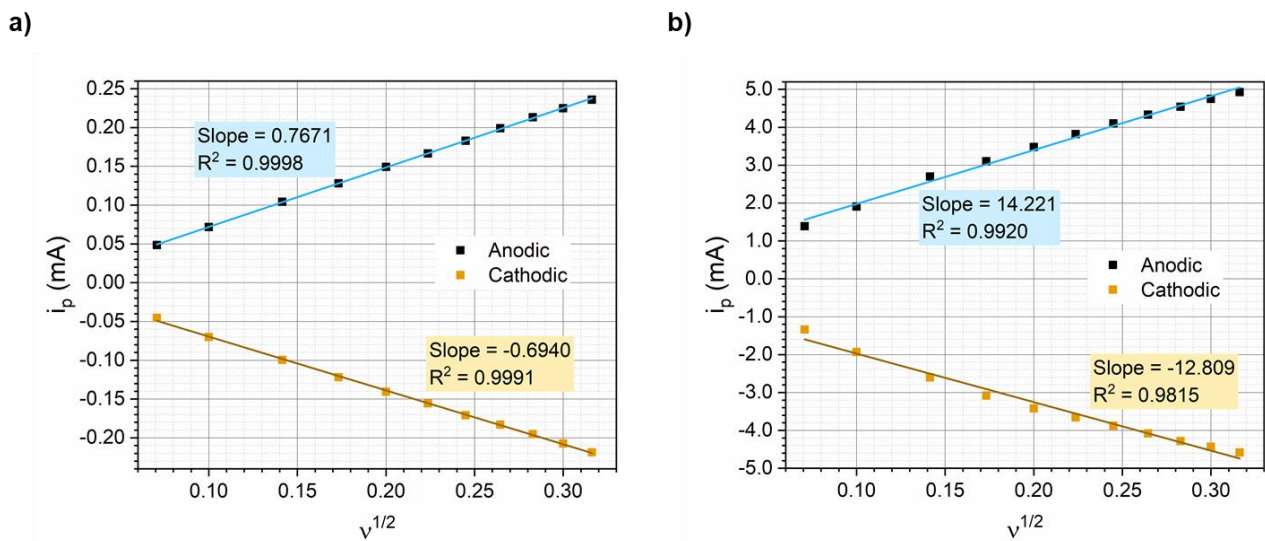 a)
0.25
0.20
0.15
0.10
0.05
0.00
-0.05
-0.10
-0.15
-0.20
i_p (mA)
Slope = 0.7671
R² = 0.9998
Anodic
Cathodic
Slope = -0.6940
R² = 0.9991
0.10 0.15 0.20 0.25 0.30
ν^1/2
b)
5.0
4.0
3.0
2.0
1.0
0.0
-1.0
-2.0
-3.0
-4.0
-5.0
i_p (mA)
Slope = 14.221
R² = 0.9920
Anodic
Cathodic
Slope = -12.809
R² = 0.9815
0.10 0.15 0.20 0.25 0.30
ν^1/2